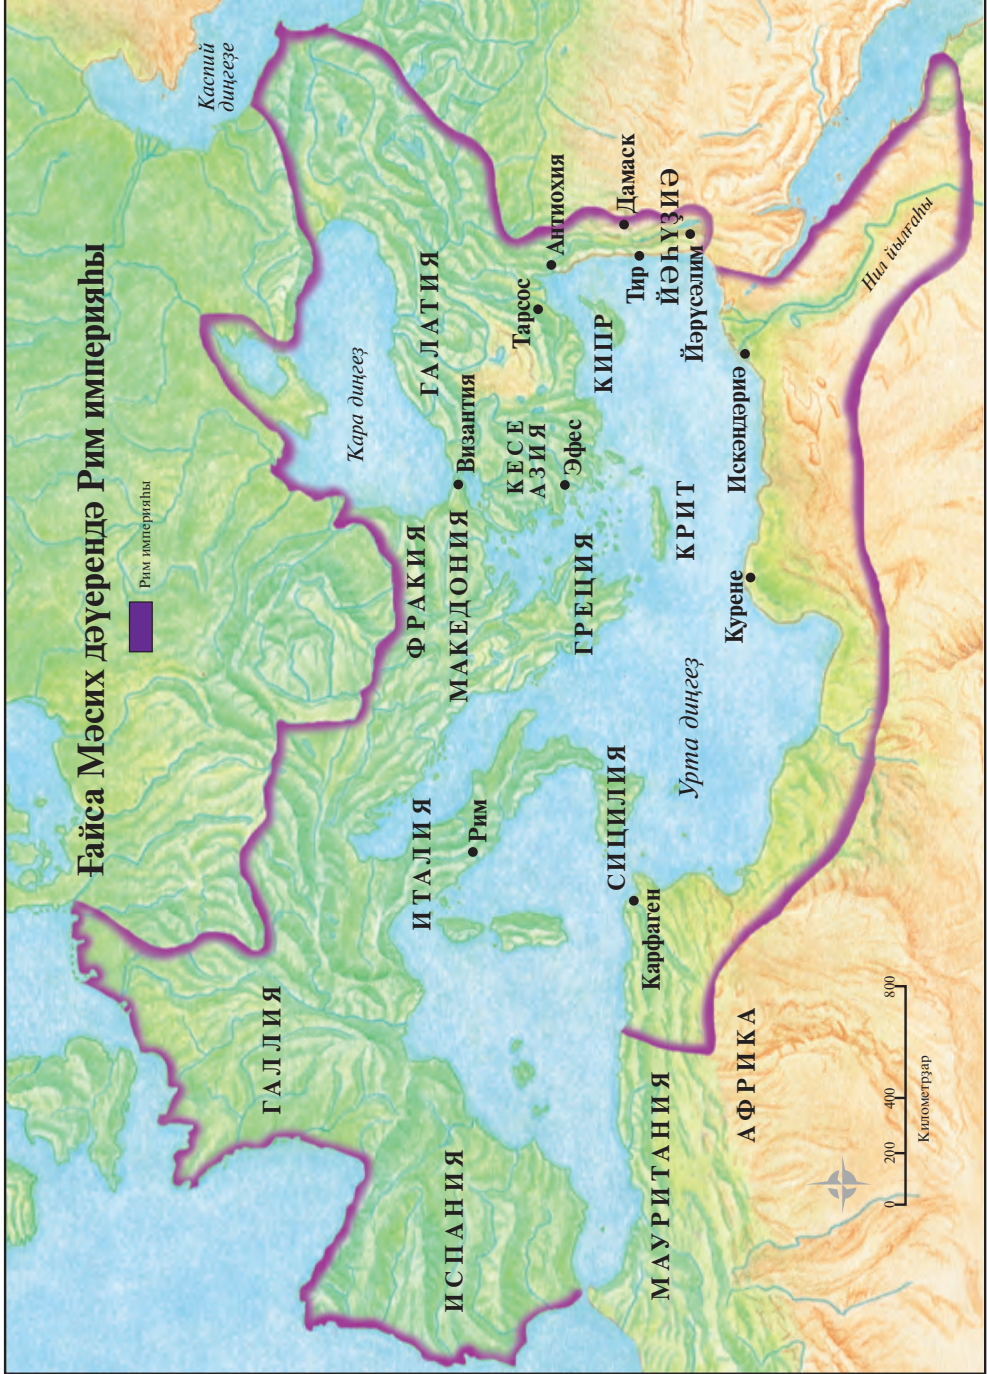 Ғайса Мәсих дәүерендә Рим империяһы
Рим империяһы
Каспий
диңгеҙе
Ҡара диңгеҙ
ГАЛЛИЯ
ИСПАНИЯ
ИТАЛИЯ
Рим
ФРАКИЯ
МАКЕДОНИЯ
Византия
ГАЛАТИЯ
КЕСЕ
АЗИЯ
Эфес
Тарсос
Антиохия
ГРЕЦИЯ
КИПР
Дамаск
Тир
ЙӘҺҮҘИӘ
Йәрүсәлим
СИЦИЛИЯ
Карфаген
КРИТ
Урта диңгеҙ
Курене
Искәндәриә
Нил йылғаһы
МАУРИТАНИЯ
АФРИКА
0 200 400 800
Километрҙар